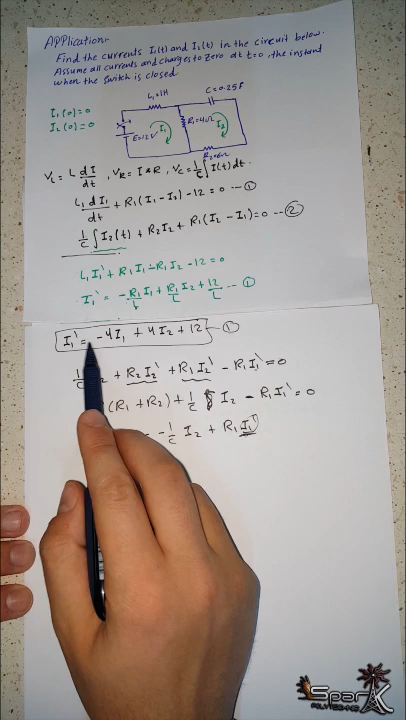 Application:
Find the currents I₁(t) and I₂(t) in the circuit below.
Assume all currents and charges to zero at t=0, the instant
when the switch is closed
I₁(0)=0
I₂(0)=0
L₁=1H
C=0.25F
E=12V
I₁
R₁=4Ω
I₂
R₂=6Ω
V_L = L dI/dt , V_R = I * R , V_C = 1/C ∫ I(t) dt.
L₁ dI₁/dt + R₁(I₁-I₂)-12=0 --- ①
1/C ∫ I₂(t) + R₂I₂ + R₁(I₂-I₁)=0 -- ②
L₁I₁' + R₁I₁ - R₁I₂ -12=0
I₁' = -R₁/L I₁ + R₁/L I₂ + 12/L --- ①
I₁' = -4I₁ + 4I₂ + 12 — ①
+ R₂I₂' + R₁I₂' - R₁I₁' = 0
(R₁+R₂) + 1/C I₂ - R₁I₁' = 0
-1/C I₂ + R₁I₁'
Spark
POLYTECHNIC